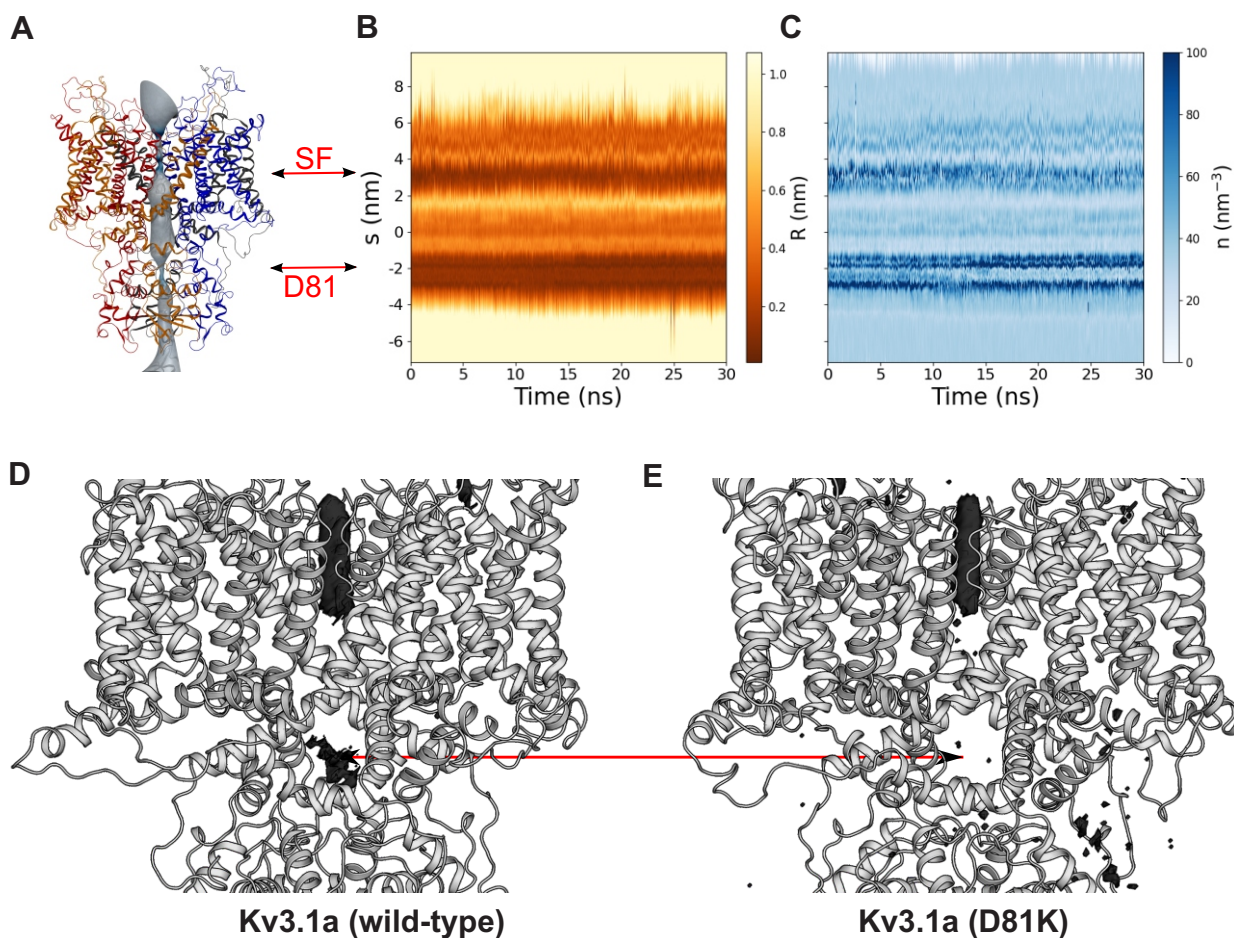 A
B
C
SF
D81
s (nm)
8
6
4
2
0
-2
-4
-6
0 5 10 15 20 25 30
Time (ns)
1.0
0.8
0.6
0.4
0.2
R (nm)
0 5 10 15 20 25 30
Time (ns)
100
80
60
40
20
0
n (nm⁻³)
D
E
Kv3.1a (wild-type)
Kv3.1a (D81K)